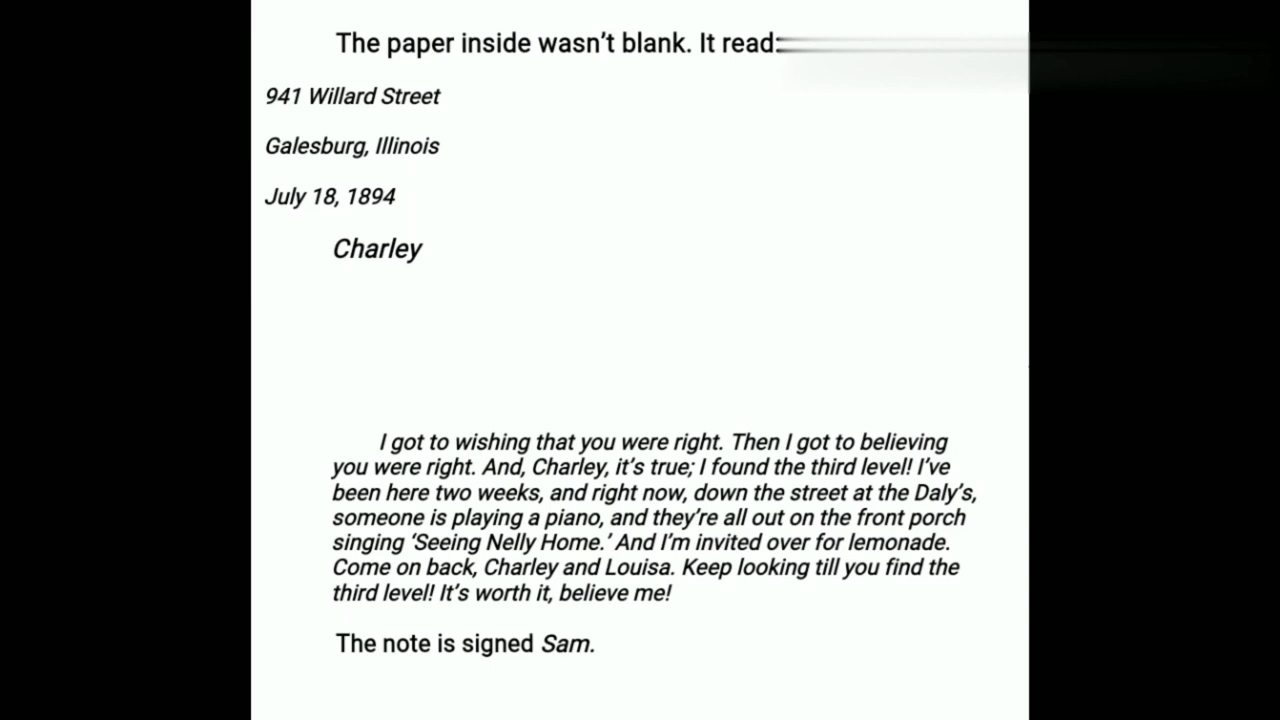 The paper inside wasn’t blank. It read:
941 Willard Street
Galesburg, Illinois
July 18, 1894
Charley
I got to wishing that you were right. Then I got to believing
you were right. And, Charley, it’s true; I found the third level! I’ve
been here two weeks, and right now, down the street at the Daly’s,
someone is playing a piano, and they’re all out on the front porch
singing ‘Seeing Nelly Home.’ And I’m invited over for lemonade.
Come on back, Charley and Louisa. Keep looking till you find the
third level! It’s worth it, believe me!
The note is signed Sam.